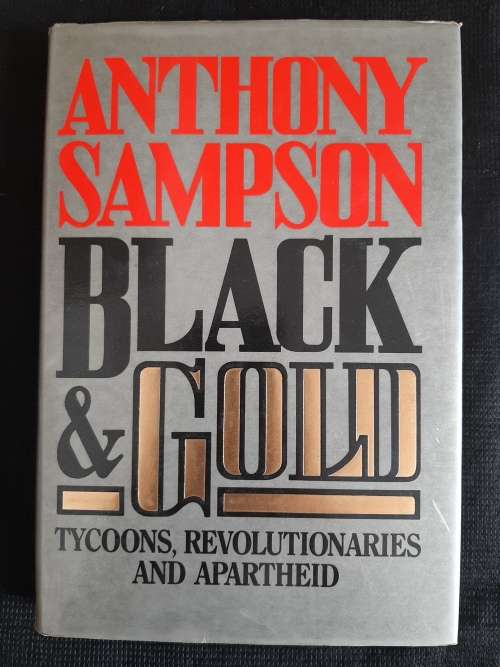 ANTHONY
SAMPSON
BLACK
& GOLD
TYCOONS, REVOLUTIONARIES
AND APARTHEID